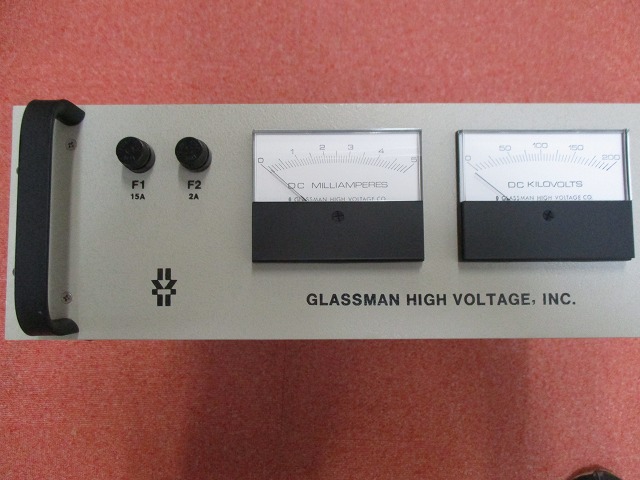 F1
15A
F2
2A
0 1 2 3 4 5
DC MILLIAMPERES
GLASSMAN HIGH VOLTAGE CO.
0 50 100 150 200
DC KILOVOLTS
GLASSMAN HIGH VOLTAGE CO.
GLASSMAN HIGH VOLTAGE, INC.